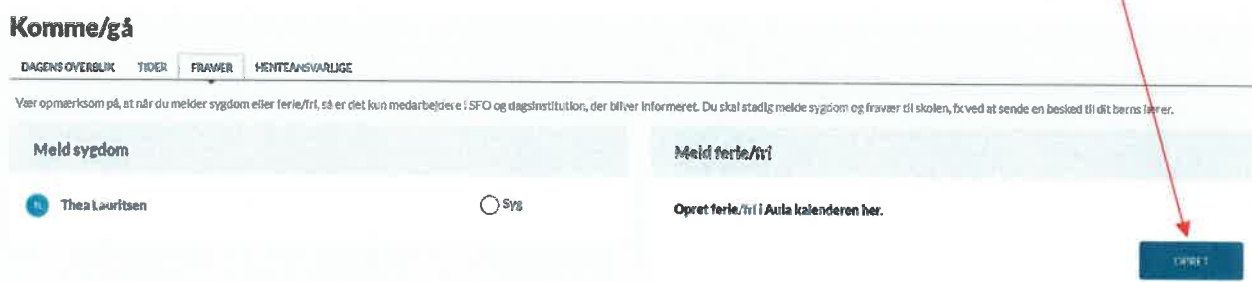 Komme/gå
DAGENS OVERBLIK TIDER FRAVÆR HENTEANSVARLIGE
Vær opmærksom på, at når du melder sygdom eller ferie/fri, så er det kun medarbejdere i SFO og dagsinstitution, der bliver informeret. Du skal stadig melde sygdom og fravær til skolen, fx ved at sende en besked til dit barns lærer.
Meld sygdom
Meld ferie/fri
TL Thea Lauritsen
Syg
Opret ferie/fri i Aula kalenderen her.
OPRET